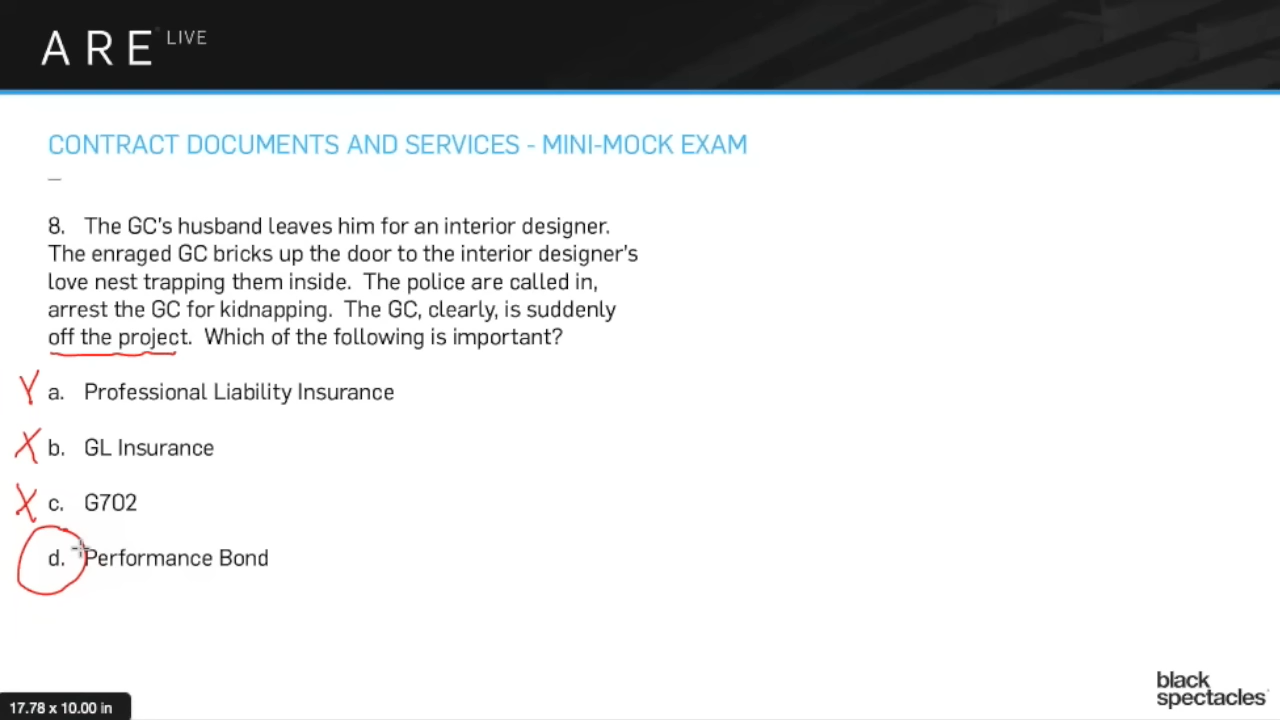 ARE LIVE
CONTRACT DOCUMENTS AND SERVICES - MINI-MOCK EXAM
8. The GC's husband leaves him for an interior designer.
The enraged GC bricks up the door to the interior designer's
love nest trapping them inside. The police are called in,
arrest the GC for kidnapping. The GC, clearly, is suddenly
off the project. Which of the following is important?
a. Professional Liability Insurance
X b. GL Insurance
X c. G702
d. Performance Bond
black
spectacles
17.78 x 10.00 in